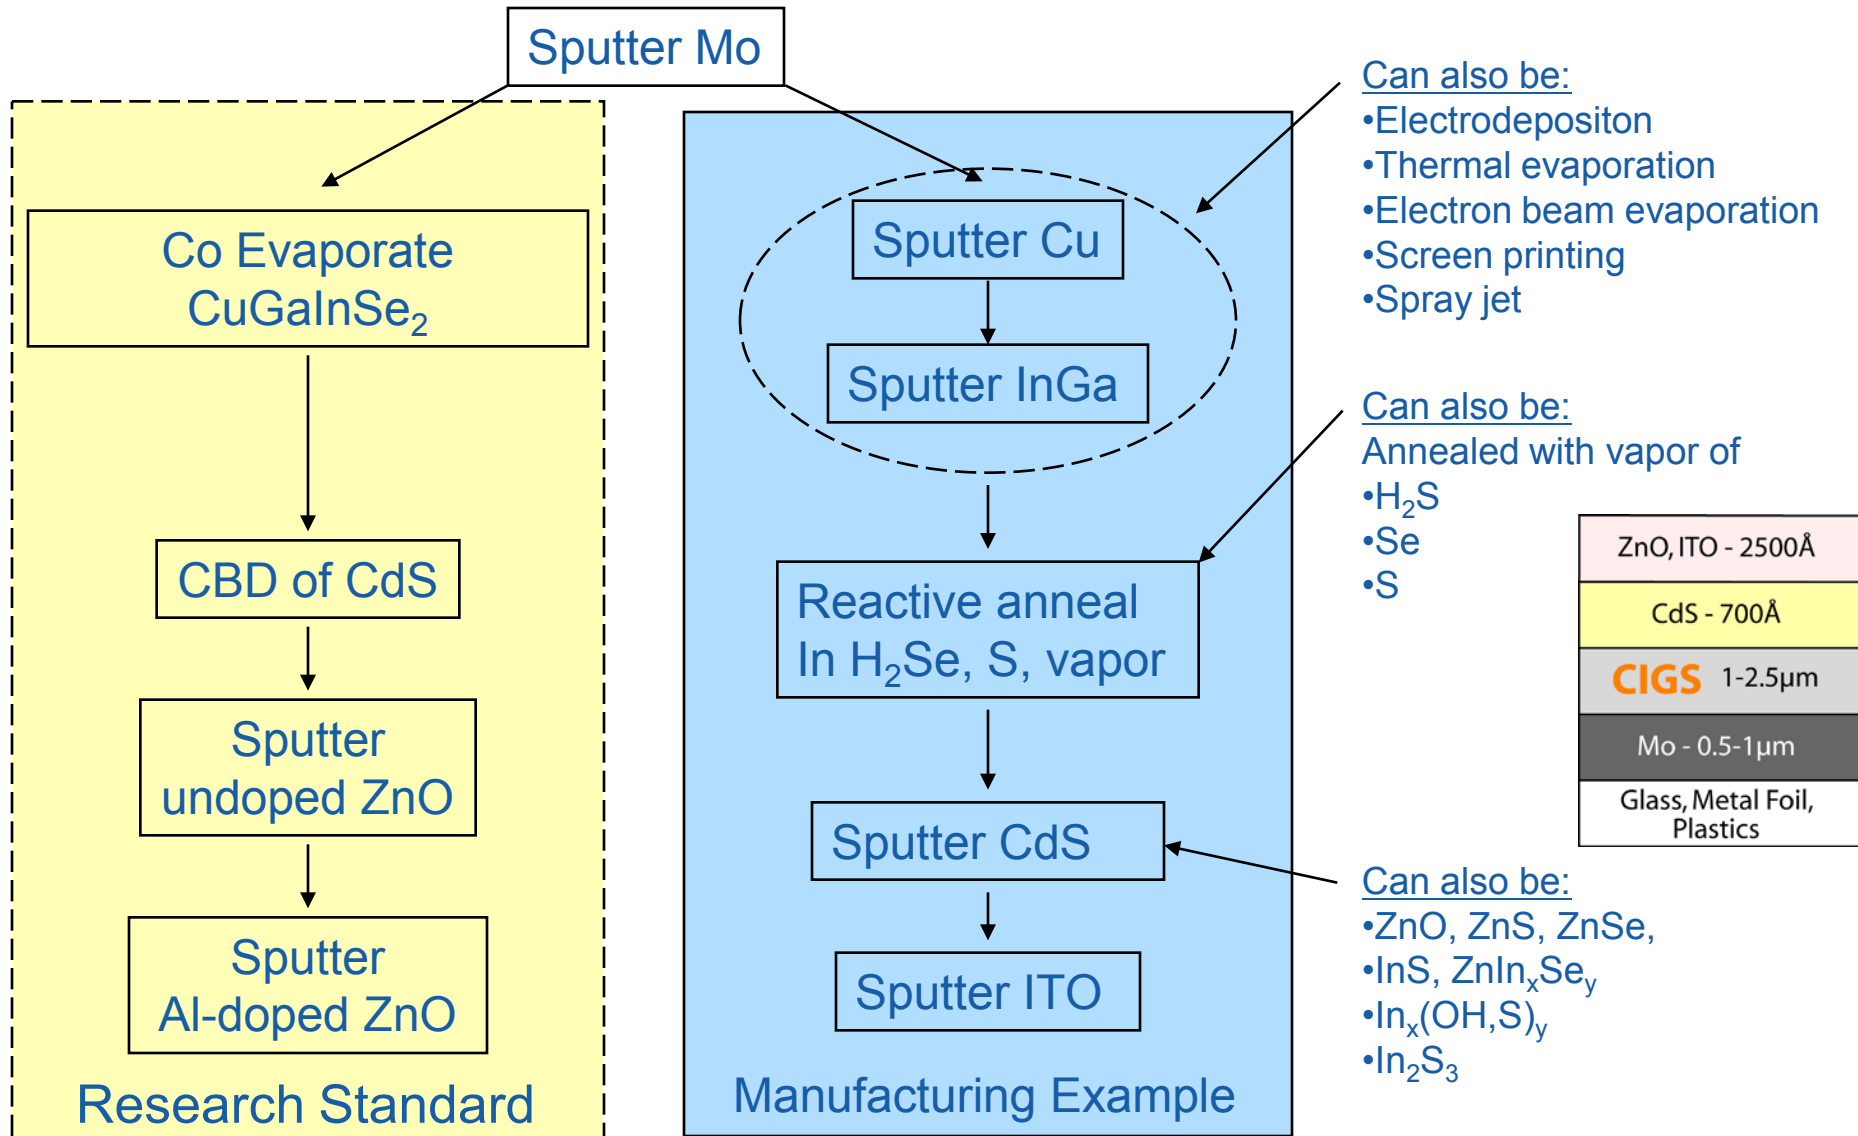 Sputter Mo
Co Evaporate
CuGaInSe₂
CBD of CdS
Sputter
undoped ZnO
Sputter
Al-doped ZnO
Research Standard
Sputter Cu
Sputter InGa
Reactive anneal
In H₂Se, S, vapor
Sputter CdS
Sputter ITO
Manufacturing Example
Can also be:
•Electrodepositon
•Thermal evaporation
•Electron beam evaporation
•Screen printing
•Spray jet
Can also be:
Annealed with vapor of
•H₂S
•Se
•S
ZnO, ITO - 2500Å
CdS - 700Å
CIGS 1-2.5µm
Mo - 0.5-1µm
Glass, Metal Foil,
Plastics
Can also be:
•ZnO, ZnS, ZnSe,
•InS, ZnInₓSeᵧ
•Inₓ(OH,S)ᵧ
•In₂S₃